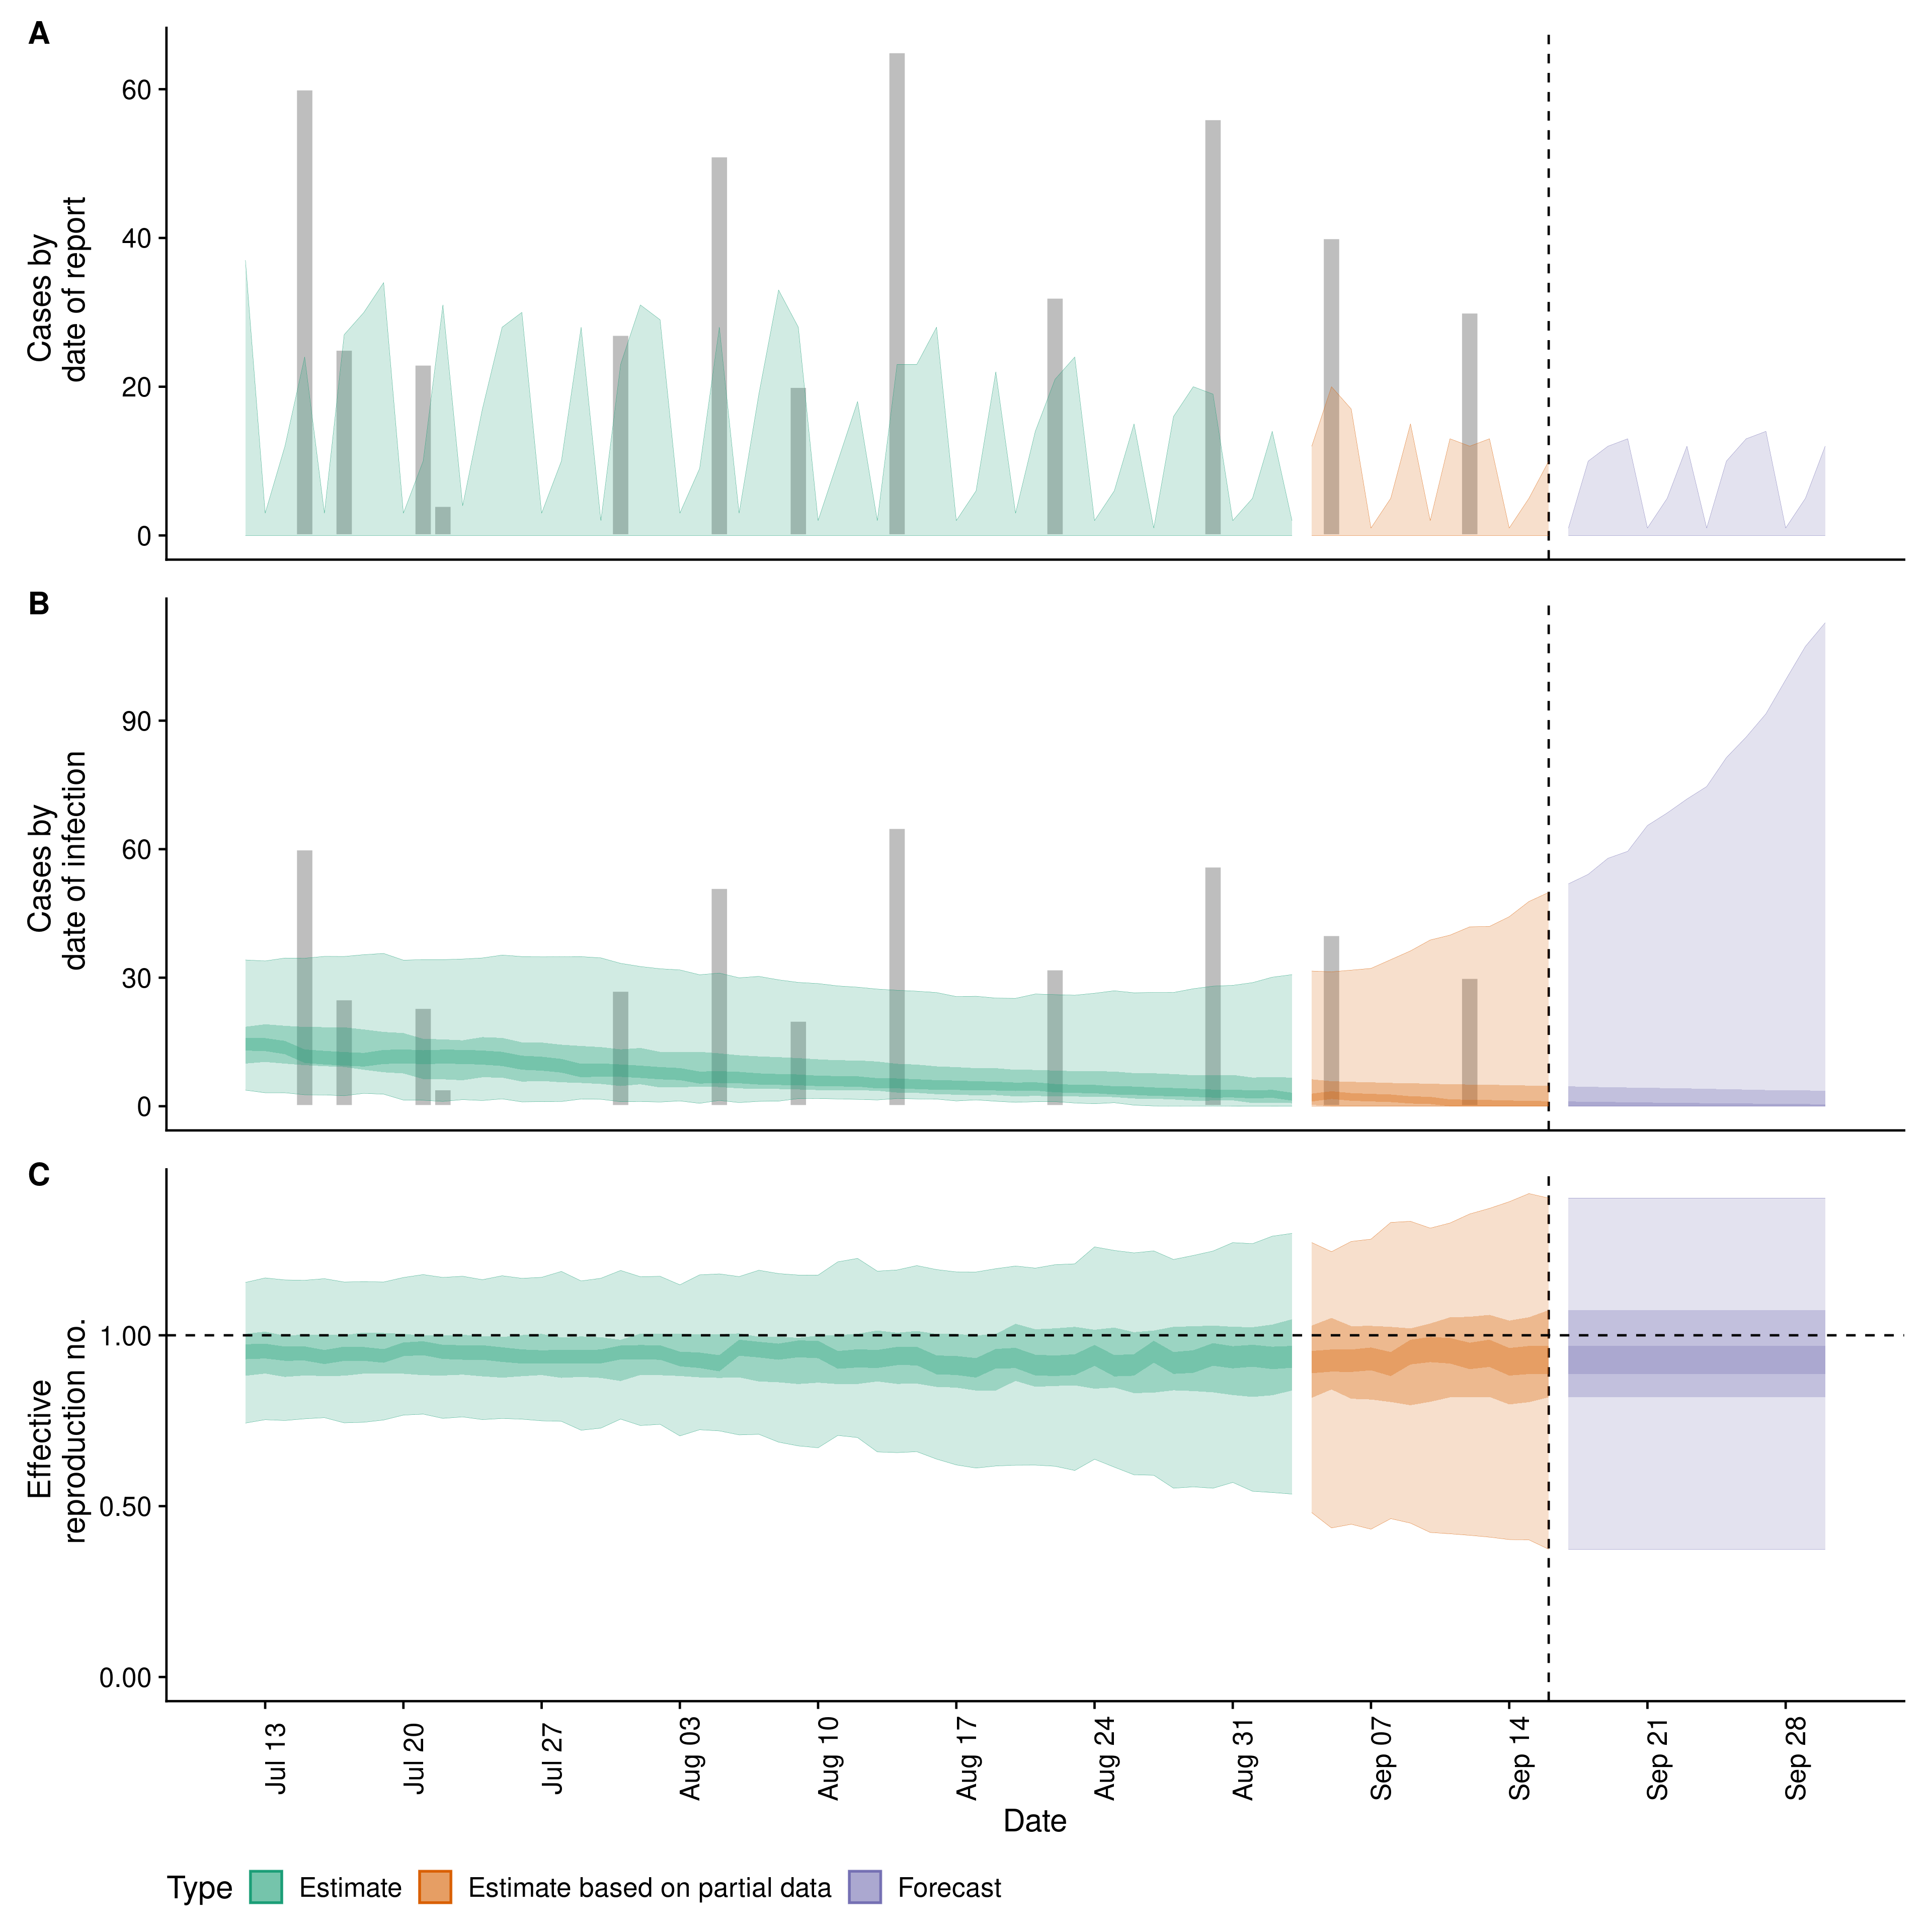 A
60
40
20
0
Cases by
date of report
B
90
60
30
0
Cases by
date of infection
C
1.00
0.50
0.00
Effective
reproduction no.
Jul 13
Jul 20
Jul 27
Aug 03
Aug 10
Aug 17
Aug 24
Aug 31
Sep 07
Sep 14
Sep 21
Sep 28
Date
Type Estimate Estimate based on partial data Forecast